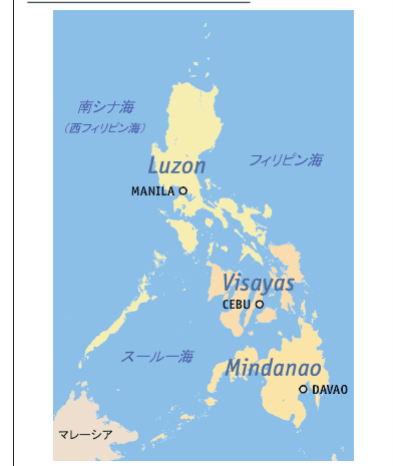 南シナ海
(西フィリピン海)
フィリピン海
Luzon
MANILA
Visayas
CEBU
スールー海
Mindanao
DAVAO
マレーシア